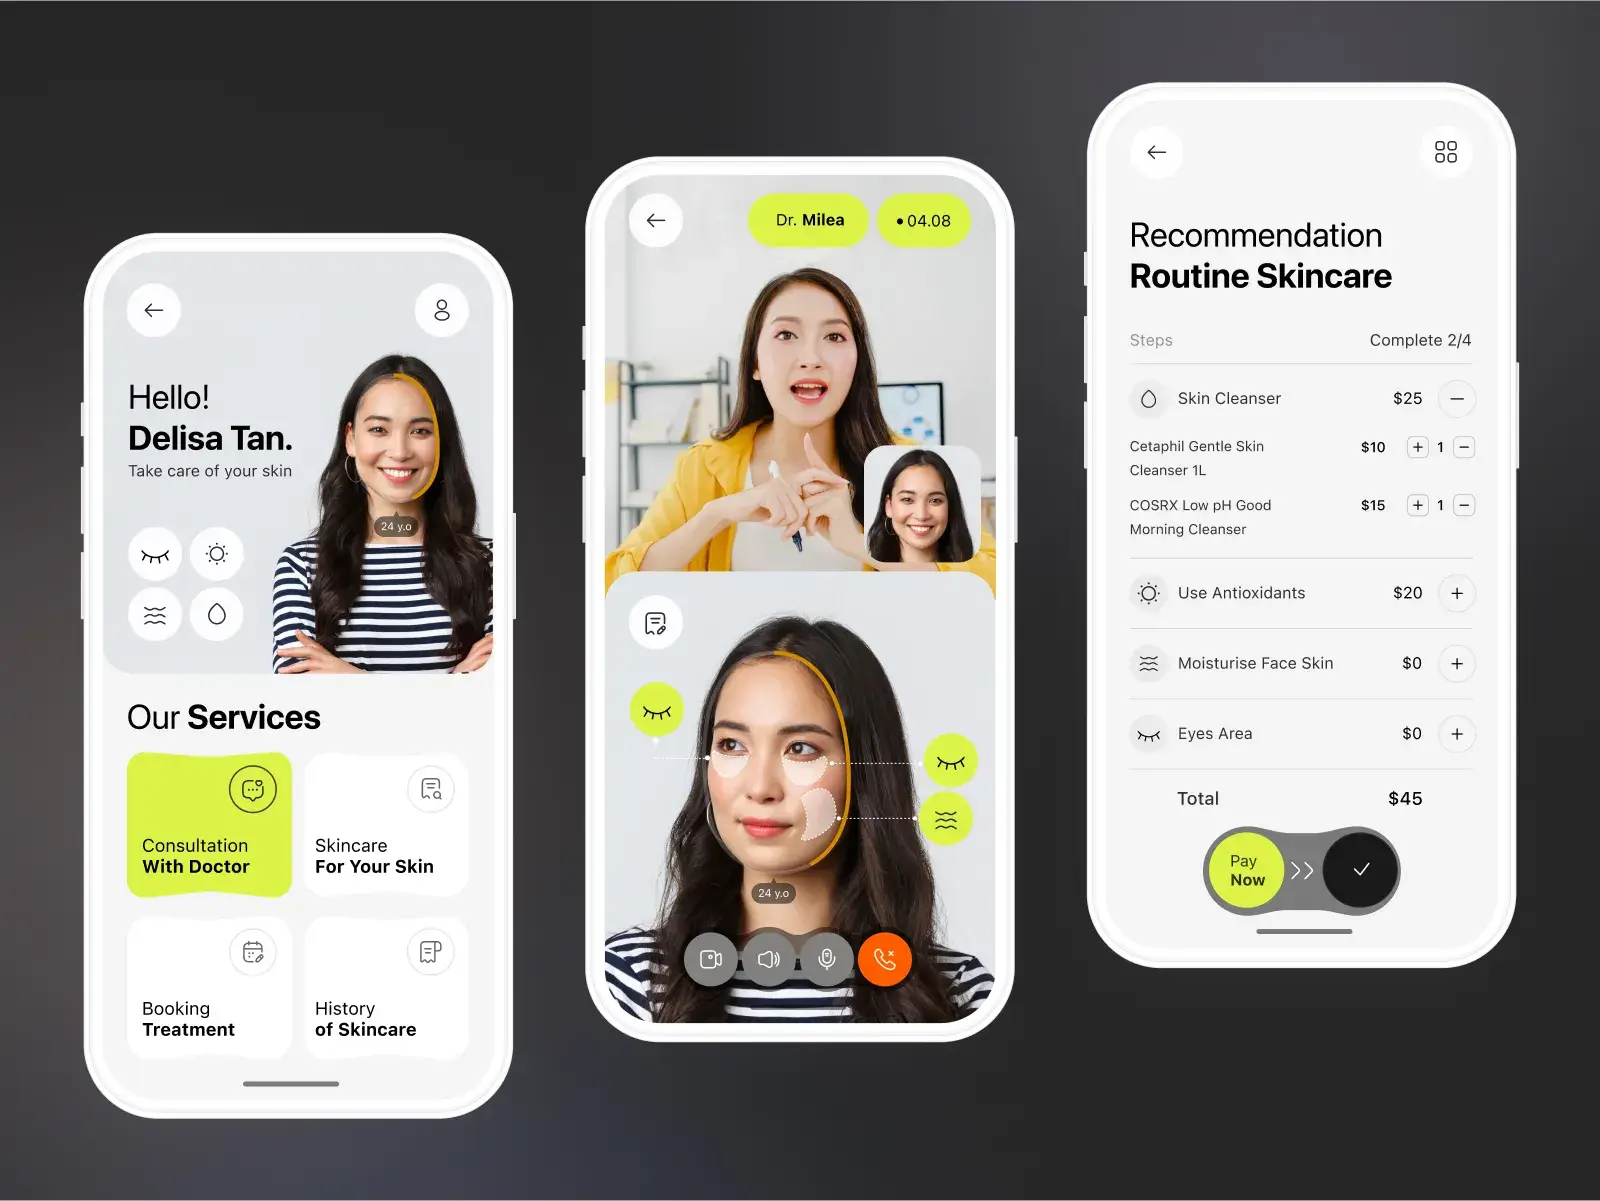 Hello!
Delisa Tan.
Take care of your skin
24 y.o
Our Services
Consultation
With Doctor
Skincare
For Your Skin
Booking
Treatment
History
of Skincare
Dr. Milea
• 04.08
24 y.o
Recommendation
Routine Skincare
Steps Complete 2/4
Skin Cleanser $25 −
Cetaphil Gentle Skin $10 + 1 −
Cleanser 1L
COSRX Low pH Good $15 + 1 −
Morning Cleanser
Use Antioxidants $20 +
Moisturise Face Skin $0 +
Eyes Area $0 +
Total $45
Pay
Now